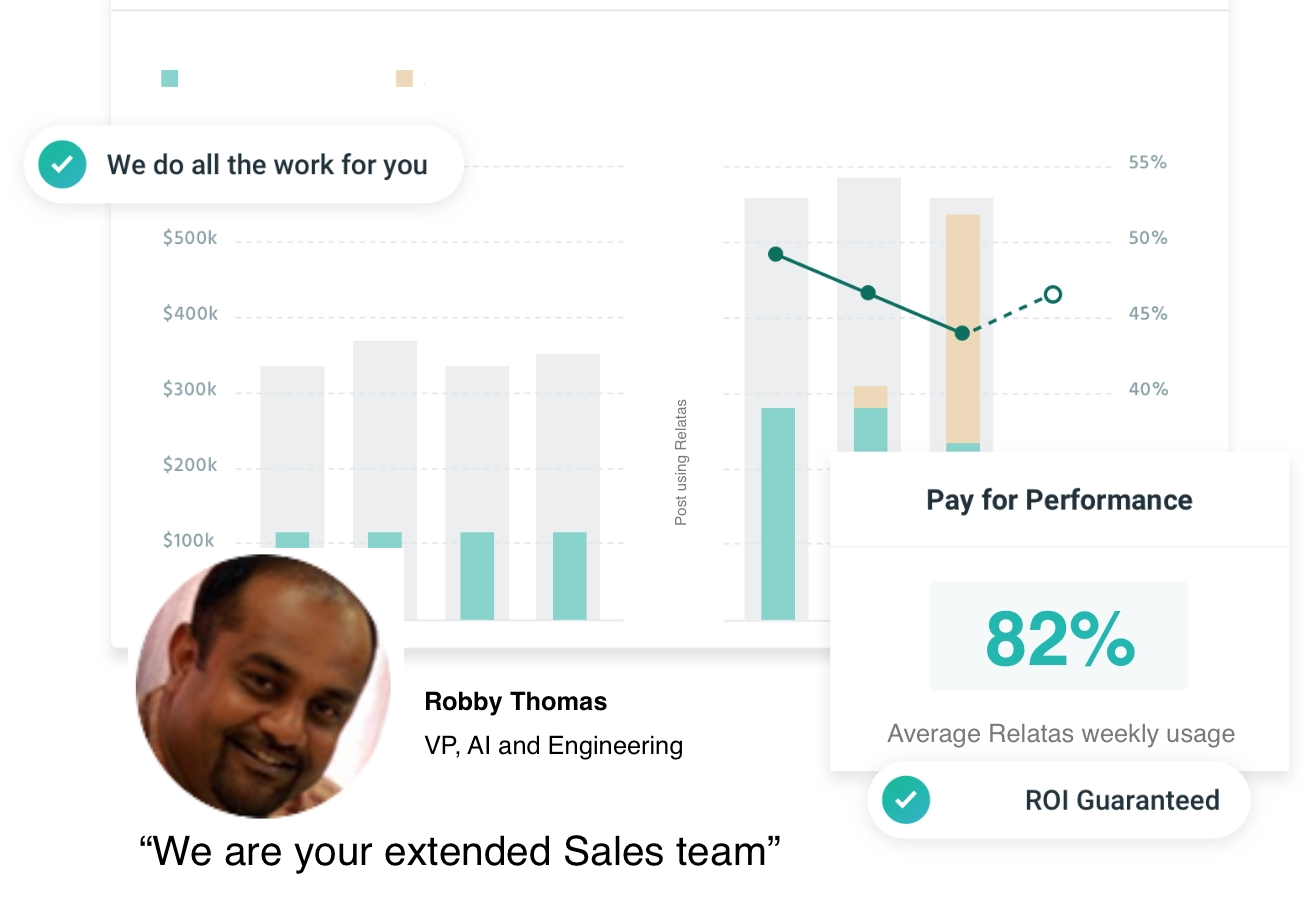 We do all the work for you
$500k
$400k
$300k
$200k
$100k
Post using Relatas
55%
50%
45%
40%
Pay for Performance
82%
Average Relatas weekly usage
ROI Guaranteed
Robby Thomas
VP, AI and Engineering
“We are your extended Sales team”